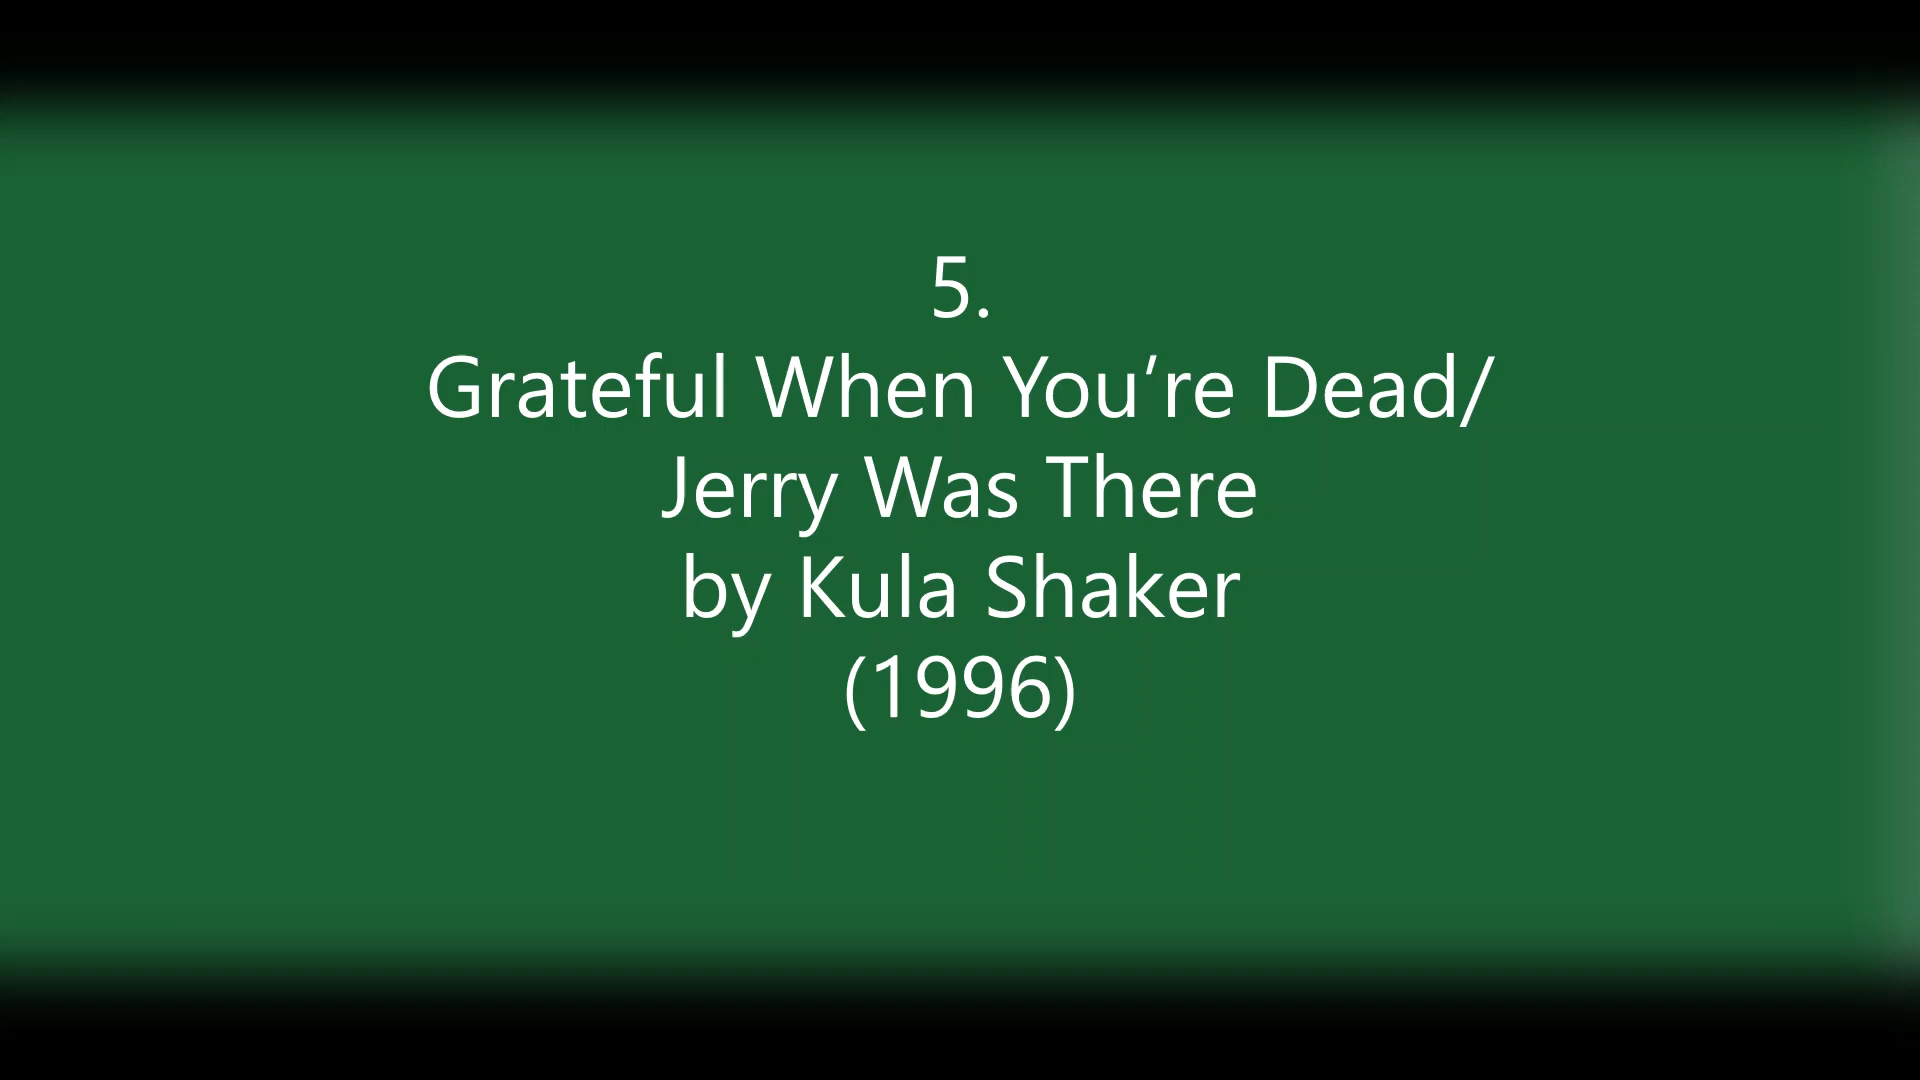 5.
Grateful When You’re Dead/
Jerry Was There
by Kula Shaker
(1996)